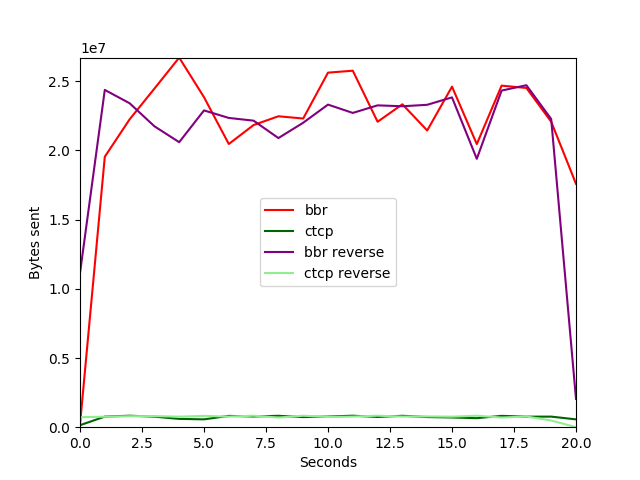 1e7
2.5
2.0
1.5
1.0
0.5
0.0
Bytes sent
bbr
ctcp
bbr reverse
ctcp reverse
0.0 2.5 5.0 7.5 10.0 12.5 15.0 17.5 20.0
Seconds